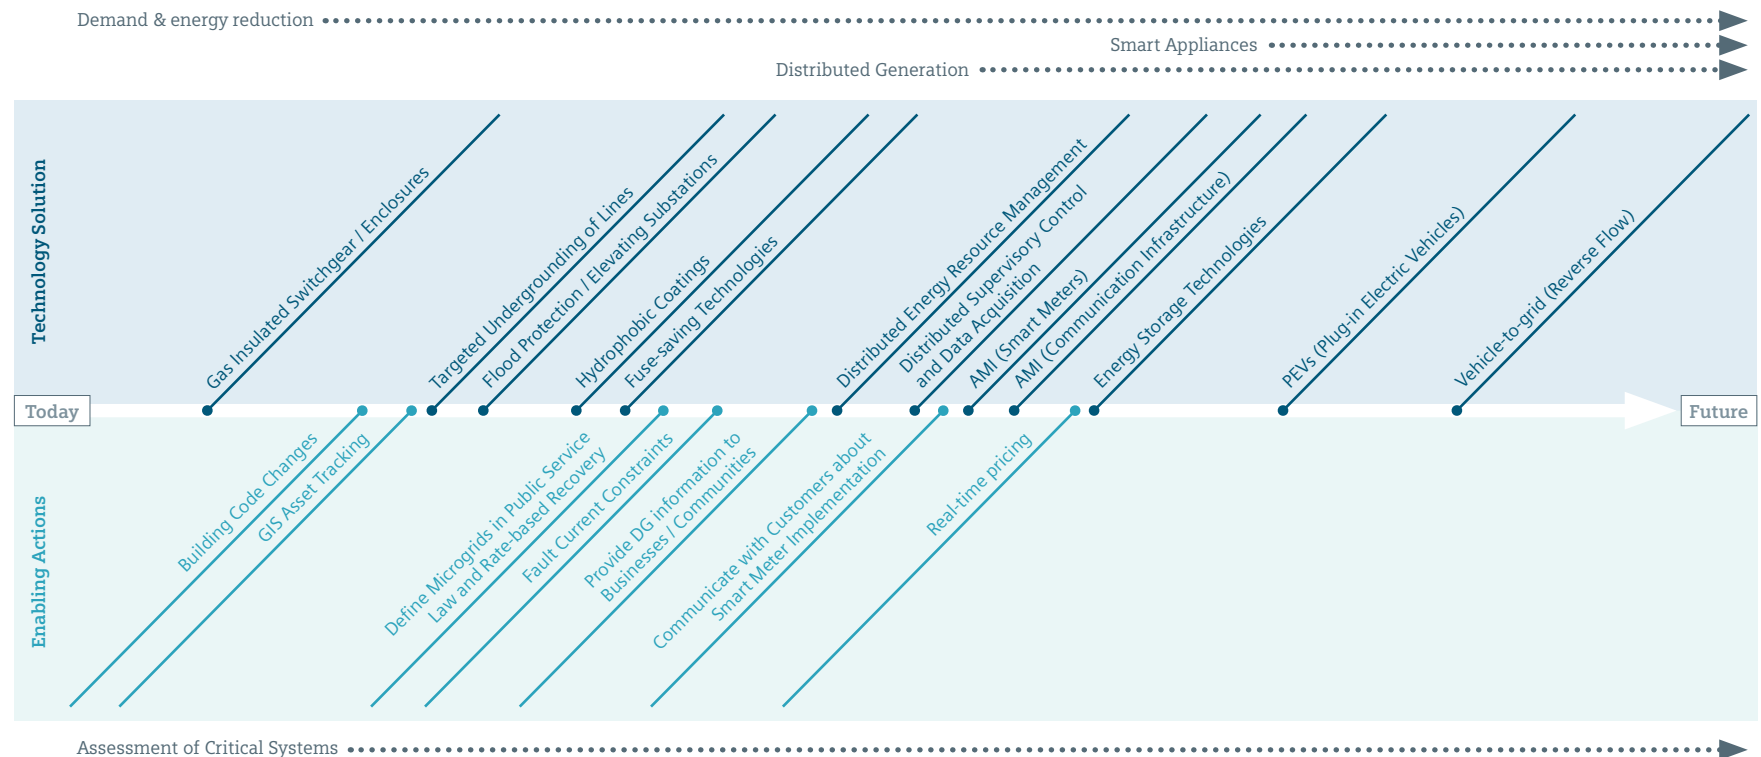 Demand & energy reduction
Smart Appliances
Distributed Generation
Technology Solution
Gas Insulated Switchgear / Enclosures
Targeted Undergrounding of Lines
Flood Protection / Elevating Substations
Hydrophobic Coatings
Fuse-saving Technologies
Distributed Energy Resource Management
Distributed Supervisory Control
and Data Acquisition
AMI (Smart Meters)
AMI (Communication Infrastructure)
Energy Storage Technologies
PEVs (Plug-in Electric Vehicles)
Vehicle-to-grid (Reverse Flow)
Today
Future
Enabling Actions
Building Code Changes
GIS Asset Tracking
Define Microgrids in Public Service
Law and Rate-based Recovery
Fault Current Constraints
Provide DG information to
Businesses / Communities
Communicate with Customers about
Smart Meter Implementation
Real-time pricing
Assessment of Critical Systems